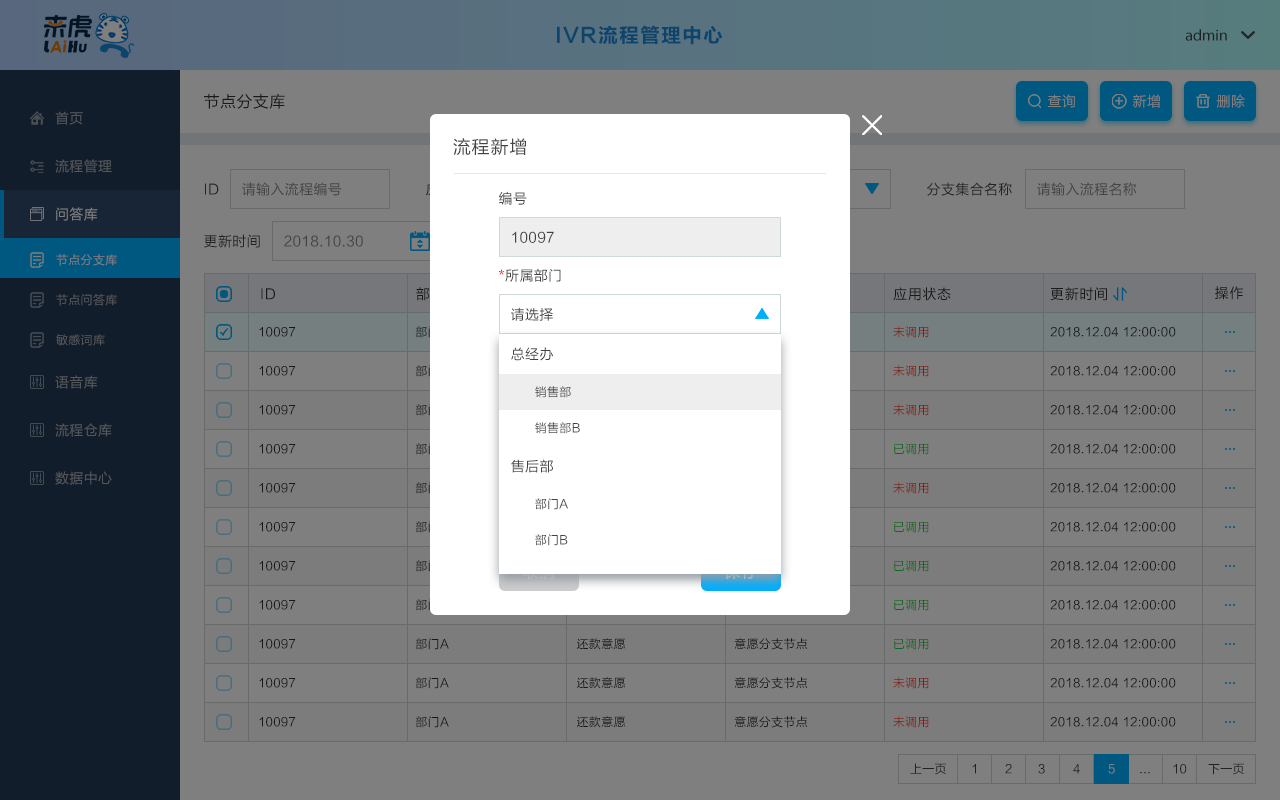 来虎
LAiHu
IVR流程管理中心
admin
首页
流程管理
问答库
节点分支库
节点问答库
敏感词库
语音库
流程仓库
数据中心
节点分支库
查询
新增
删除
ID 请输入流程编号
分支集合名称 请输入流程名称
更新时间 2018.10.30
流程新增
编号
10097
*所属部门
请选择
总经办
销售部
销售部B
售后部
部门A
部门B
ID 应用状态 更新时间 操作
10097 未调用 2018.12.04 12:00:00 ...
10097 未调用 2018.12.04 12:00:00 ...
10097 未调用 2018.12.04 12:00:00 ...
10097 已调用 2018.12.04 12:00:00 ...
10097 未调用 2018.12.04 12:00:00 ...
10097 已调用 2018.12.04 12:00:00 ...
10097 已调用 2018.12.04 12:00:00 ...
10097 已调用 2018.12.04 12:00:00 ...
10097 部门A 还款意愿 意愿分支节点 已调用 2018.12.04 12:00:00 ...
10097 部门A 还款意愿 意愿分支节点 未调用 2018.12.04 12:00:00 ...
10097 部门A 还款意愿 意愿分支节点 未调用 2018.12.04 12:00:00 ...
上一页 1 2 3 4 5 ... 10 下一页